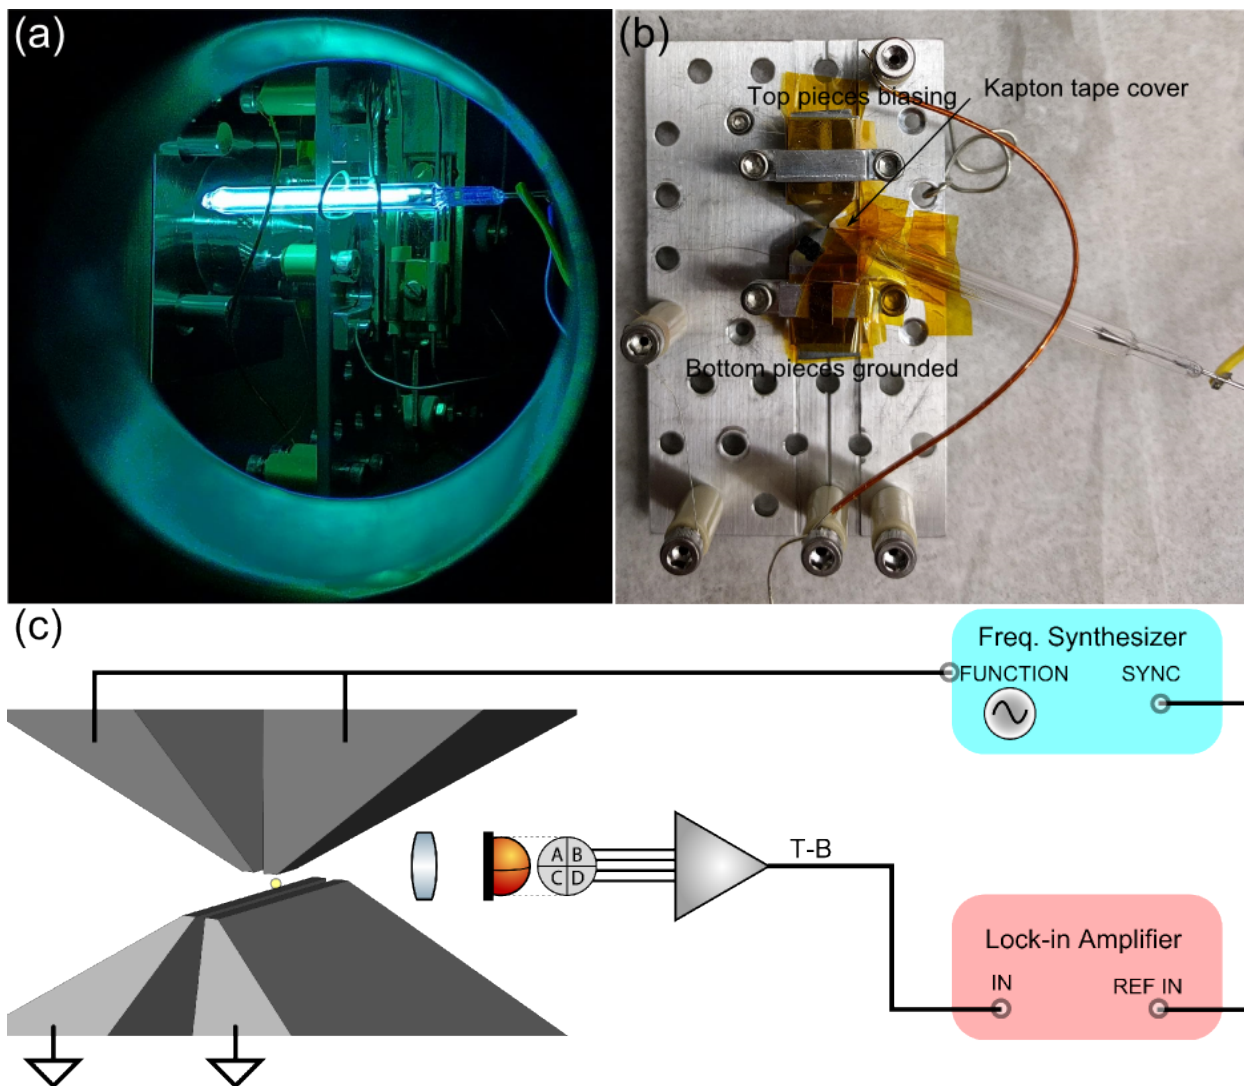 (a)
(b)
Top pieces biasing
Kapton tape cover
Bottom pieces grounded
(c)
Freq. Synthesizer
FUNCTION
SYNC
A B
C D
T-B
Lock-in Amplifier
IN
REF IN